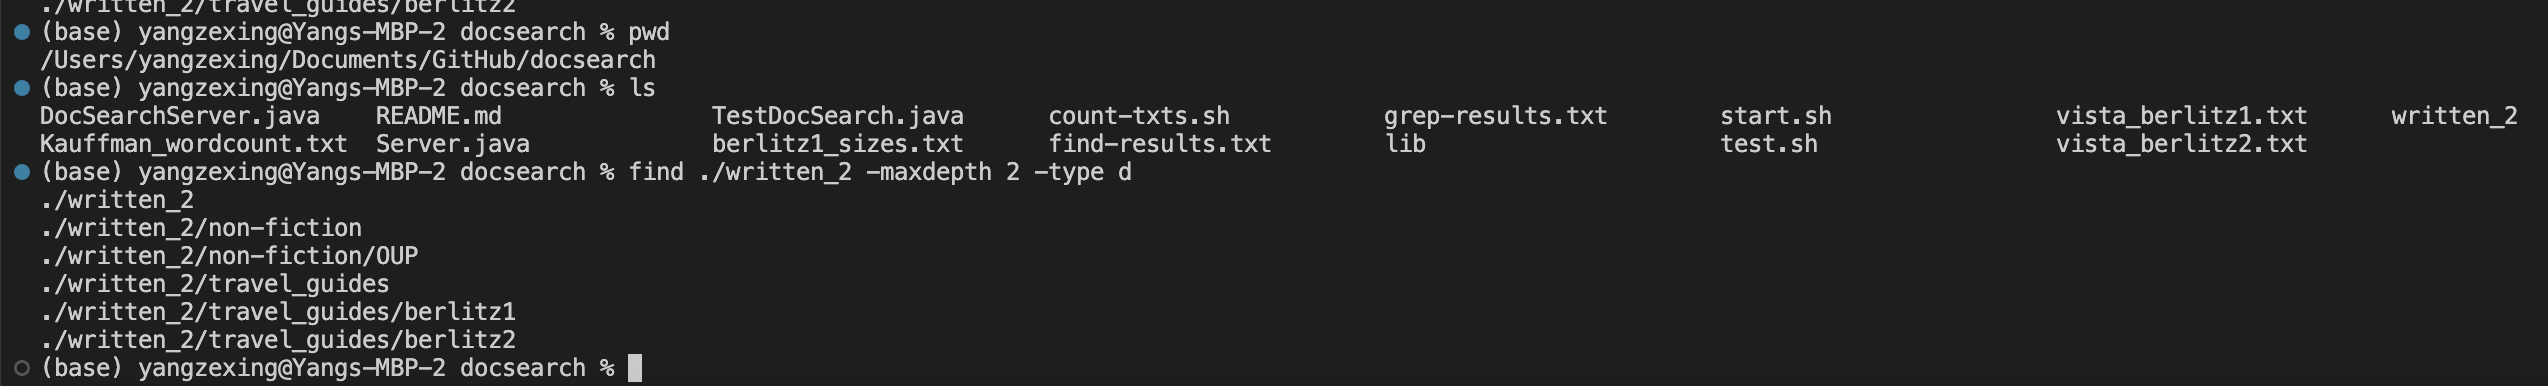 ./written_2/travel_guides/berlitz2
(base) yangzexing@Yangs-MBP-2 docsearch % pwd
/Users/yangzexing/Documents/GitHub/docsearch
(base) yangzexing@Yangs-MBP-2 docsearch % ls
DocSearchServer.java README.md TestDocSearch.java count-txts.sh grep-results.txt start.sh vista_berlitz1.txt written_2
Kauffman_wordcount.txt Server.java berlitz1_sizes.txt find-results.txt lib test.sh vista_berlitz2.txt
(base) yangzexing@Yangs-MBP-2 docsearch % find ./written_2 -maxdepth 2 -type d
./written_2
./written_2/non-fiction
./written_2/non-fiction/OUP
./written_2/travel_guides
./written_2/travel_guides/berlitz1
./written_2/travel_guides/berlitz2
(base) yangzexing@Yangs-MBP-2 docsearch %